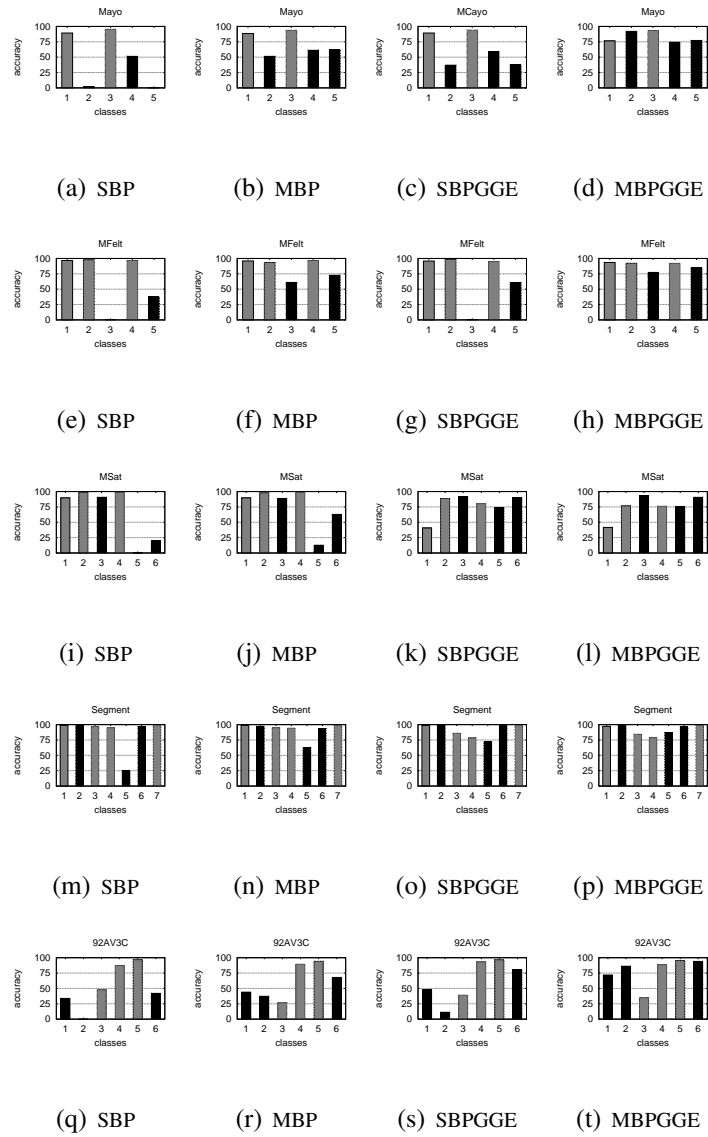 Mayo Mayo MCayo Mayo
accuracy 100 75 50 25 0 accuracy 100 75 50 25 0 accuracy 100 75 50 25 0 accuracy 100 75 50 25 0
1 2 3 4 5 1 2 3 4 5 1 2 3 4 5 1 2 3 4 5
classes classes classes classes
(a) SBP (b) MBP (c) SBPGGE (d) MBPGGE
MFelt MFelt MFelt MFelt
accuracy 100 75 50 25 0 accuracy 100 75 50 25 0 accuracy 100 75 50 25 0 accuracy 100 75 50 25 0
1 2 3 4 5 1 2 3 4 5 1 2 3 4 5 1 2 3 4 5
classes classes classes classes
(e) SBP (f) MBP (g) SBPGGE (h) MBPGGE
MSat MSat MSat MSat
accuracy 100 75 50 25 0 accuracy 100 75 50 25 0 accuracy 100 75 50 25 0 accuracy 100 75 50 25 0
1 2 3 4 5 6 1 2 3 4 5 6 1 2 3 4 5 6 1 2 3 4 5 6
classes classes classes classes
(i) SBP (j) MBP (k) SBPGGE (l) MBPGGE
Segment Segment Segment Segment
accuracy 100 75 50 25 0 accuracy 100 75 50 25 0 accuracy 100 75 50 25 0 accuracy 100 75 50 25 0
1 2 3 4 5 6 7 1 2 3 4 5 6 7 1 2 3 4 5 6 7 1 2 3 4 5 6 7
classes classes classes classes
(m) SBP (n) MBP (o) SBPGGE (p) MBPGGE
92AV3C 92AV3C 92AV3C 92AV3C
accuracy 100 75 50 25 0 accuracy 100 75 50 25 0 accuracy 100 75 50 25 0 accuracy 100 75 50 25 0
1 2 3 4 5 6 1 2 3 4 5 6 1 2 3 4 5 6 1 2 3 4 5 6
classes classes classes classes
(q) SBP (r) MBP (s) SBPGGE (t) MBPGGE